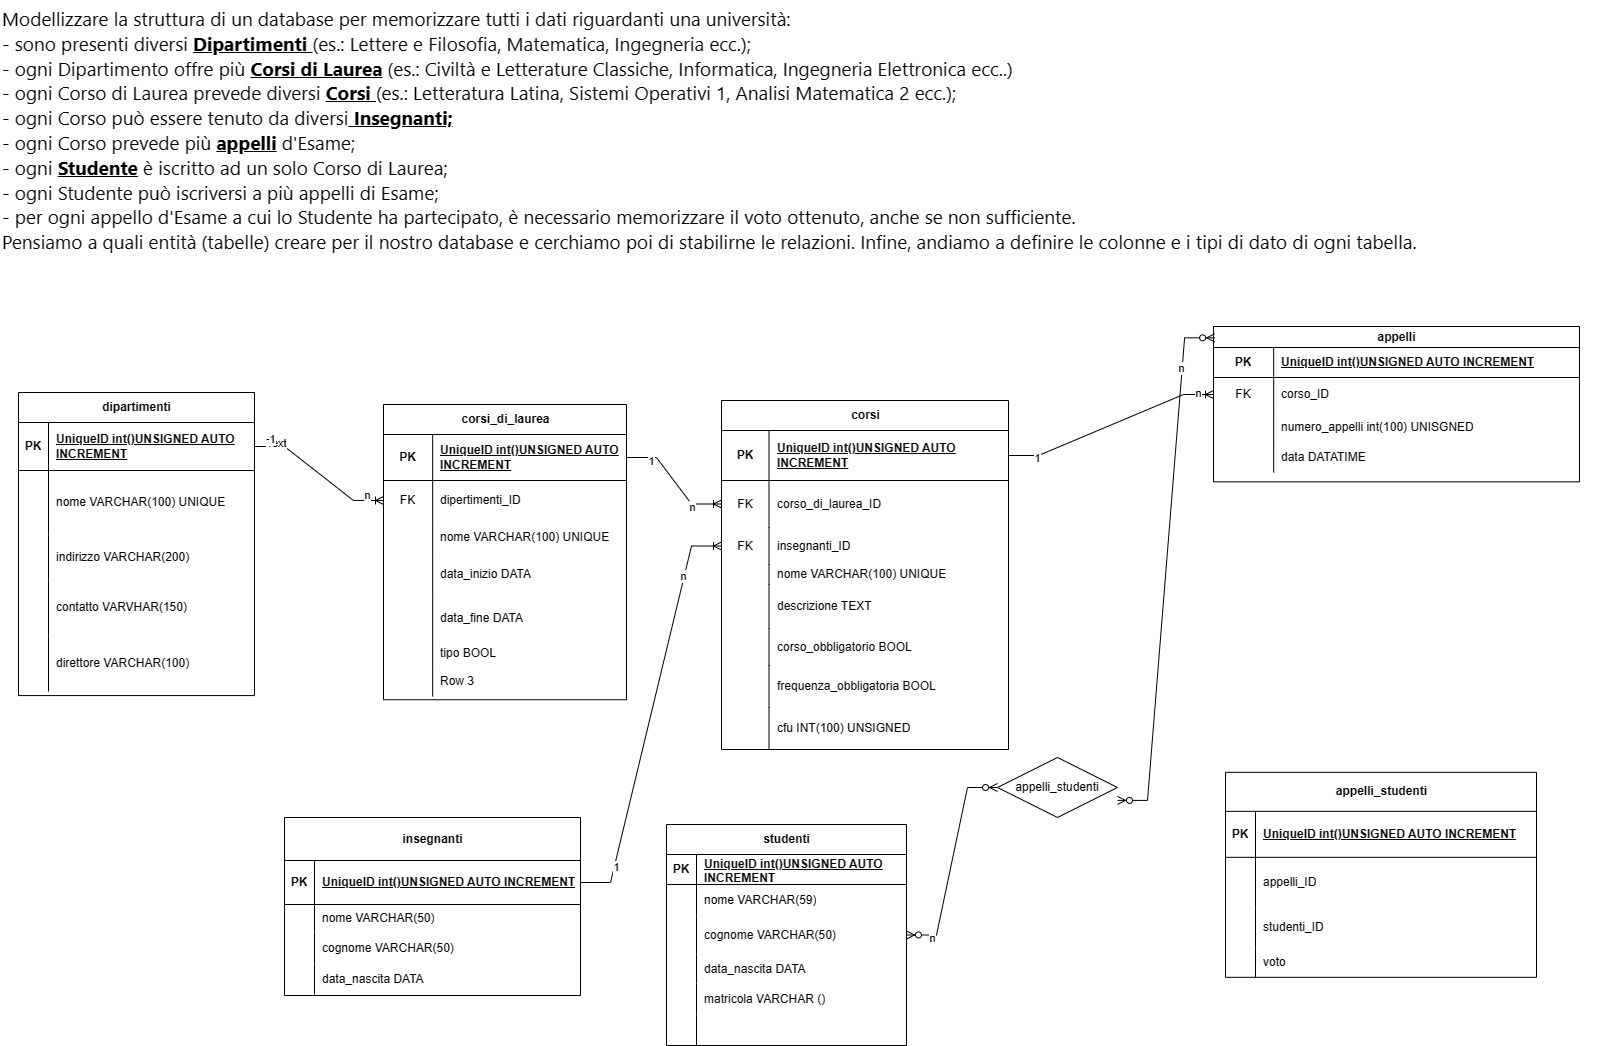 Modellizzare la struttura di un database per memorizzare tutti i dati riguardanti una università:
- sono presenti diversi Dipartimenti (es.: Lettere e Filosofia, Matematica, Ingegneria ecc.);
- ogni Dipartimento offre più Corsi di Laurea (es.: Civiltà e Letterature Classiche, Informatica, Ingegneria Elettronica ecc..)
- ogni Corso di Laurea prevede diversi Corsi (es.: Letteratura Latina, Sistemi Operativi 1, Analisi Matematica 2 ecc.);
- ogni Corso può essere tenuto da diversi Insegnanti;
- ogni Corso prevede più appelli d'Esame;
- ogni Studente è iscritto ad un solo Corso di Laurea;
- ogni Studente può iscriversi a più appelli di Esame;
- per ogni appello d'Esame a cui lo Studente ha partecipato, è necessario memorizzare il voto ottenuto, anche se non sufficiente.
Pensiamo a quali entità (tabelle) creare per il nostro database e cerchiamo poi di stabilirne le relazioni. Infine, andiamo a definire le colonne e i tipi di dato di ogni tabella.
dipartimenti
PK UniqueID int()UNSIGNED AUTO
INCREMENT
nome VARCHAR(100) UNIQUE
indirizzo VARCHAR(200)
contatto VARVHAR(150)
direttore VARCHAR(100)
1
n
corsi_di_laurea
PK UniqueID int()UNSIGNED AUTO
INCREMENT
FK dipertimenti_ID
nome VARCHAR(100) UNIQUE
data_inizio DATA
data_fine DATA
tipo BOOL
Row 3
1
n
corsi
PK UniqueID int()UNSIGNED AUTO
INCREMENT
FK corso_di_laurea_ID
FK insegnanti_ID
nome VARCHAR(100) UNIQUE
descrizione TEXT
corso_obbligatorio BOOL
frequenza_obbligatoria BOOL
cfu INT(100) UNSIGNED
n
1
1
n
n
appelli
PK UniqueID int()UNSIGNED AUTO INCREMENT
FK corso_ID
numero_appelli int(100) UNISGNED
data DATATIME
insegnanti
PK UniqueID int()UNSIGNED AUTO INCREMENT
nome VARCHAR(50)
cognome VARCHAR(50)
data_nascita DATA
studenti
PK UniqueID int()UNSIGNED AUTO
INCREMENT
nome VARCHAR(59)
cognome VARCHAR(50)
data_nascita DATA
matricola VARCHAR ()
n
appelli_studenti
appelli_studenti
PK UniqueID int()UNSIGNED AUTO INCREMENT
appelli_ID
studenti_ID
voto